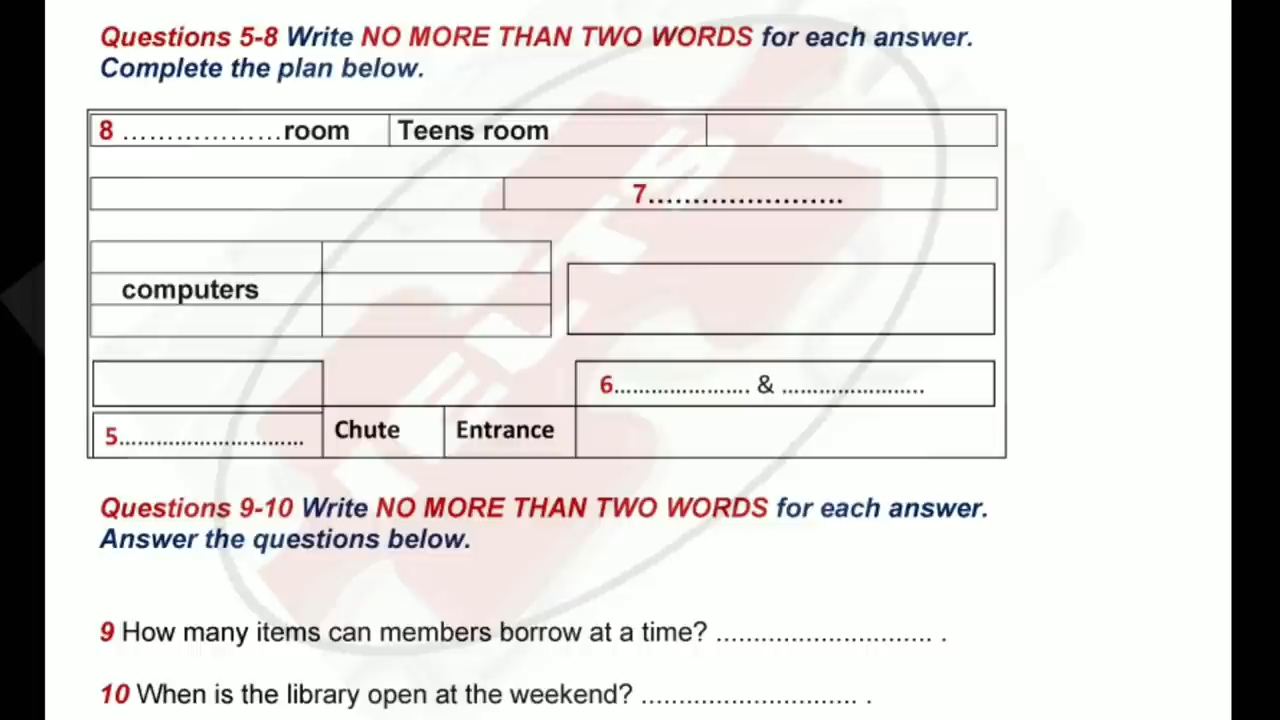 Questions 5-8 Write NO MORE THAN TWO WORDS for each answer.
Complete the plan below.
8 ………………room
Teens room
7......................
computers
6...................... & .......................
5..............................
Chute
Entrance
Questions 9-10 Write NO MORE THAN TWO WORDS for each answer.
Answer the questions below.
9 How many items can members borrow at a time? ............................. .
10 When is the library open at the weekend? ............................. .
IELTS